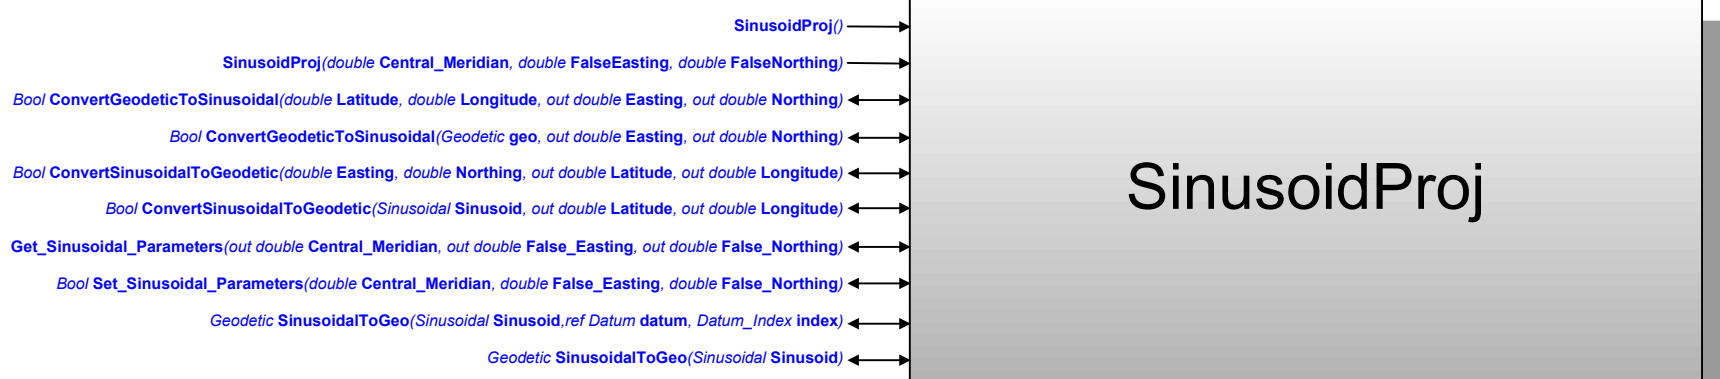 SinusoidProj()
SinusoidProj(double Central_Meridian, double FalseEasting, double FalseNorthing)
Bool ConvertGeodeticToSinusoidal(double Latitude, double Longitude, out double Easting, out double Northing)
Bool ConvertGeodeticToSinusoidal(Geodetic geo, out double Easting, out double Northing)
Bool ConvertSinusoidalToGeodetic(double Easting, double Northing, out double Latitude, out double Longitude)
Bool ConvertSinusoidalToGeodetic(Sinusoidal Sinusoid, out double Latitude, out double Longitude)
Get_Sinusoidal_Parameters(out double Central_Meridian, out double False_Easting, out double False_Northing)
Bool Set_Sinusoidal_Parameters(double Central_Meridian, double False_Easting, double False_Northing)
Geodetic SinusoidalToGeo(Sinusoidal Sinusoid,ref Datum datum, Datum_Index index)
Geodetic SinusoidalToGeo(Sinusoidal Sinusoid)
SinusoidProj